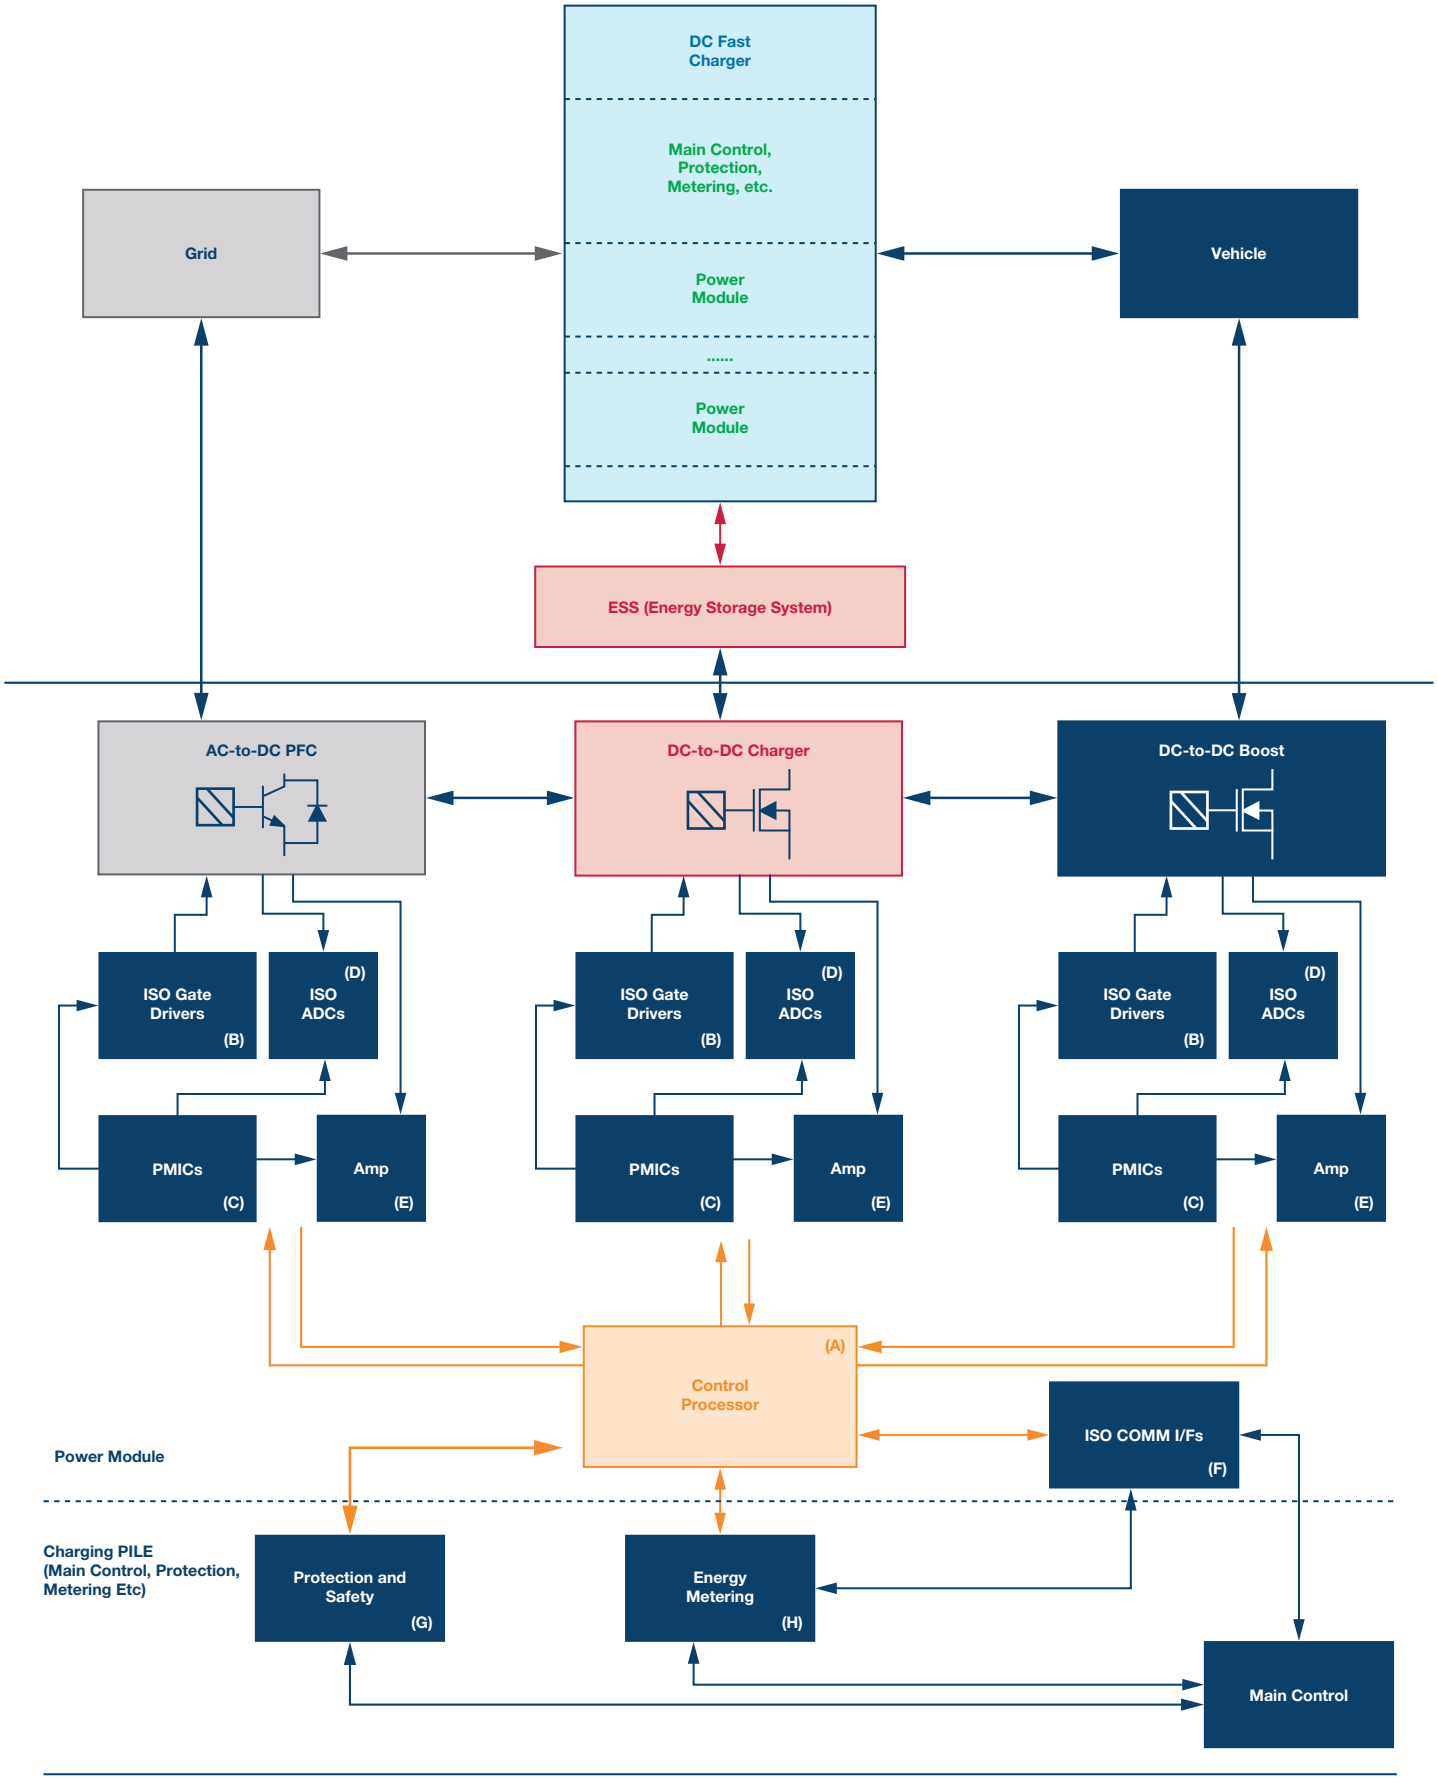 DC Fast
Charger
Main Control,
Protection,
Metering, etc.
Grid
Power
Module
Vehicle
......
Power
Module
ESS (Energy Storage System)
AC-to-DC PFC
DC-to-DC Charger
DC-to-DC Boost
ISO Gate
Drivers
(B)
(D)
ISO
ADCs
ISO Gate
Drivers
(B)
(D)
ISO
ADCs
ISO Gate
Drivers
(B)
(D)
ISO
ADCs
PMICs
(C)
Amp
(E)
PMICs
(C)
Amp
(E)
PMICs
(C)
Amp
(E)
(A)
Control
Processor
ISO COMM I/Fs
(F)
Power Module
Charging PILE
(Main Control, Protection,
Metering Etc)
Protection and
Safety
(G)
Energy
Metering
(H)
Main Control